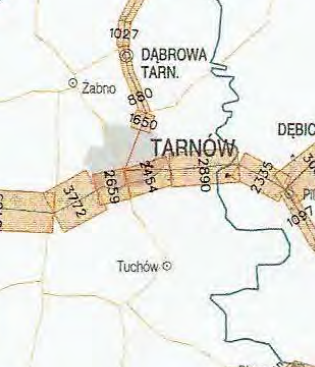 1027
DĄBROWA
TARN.
Żabno
880
1650
TARNÓW
DĘBIC
3772
2659
2454
2890
2335
1097
Tuchów